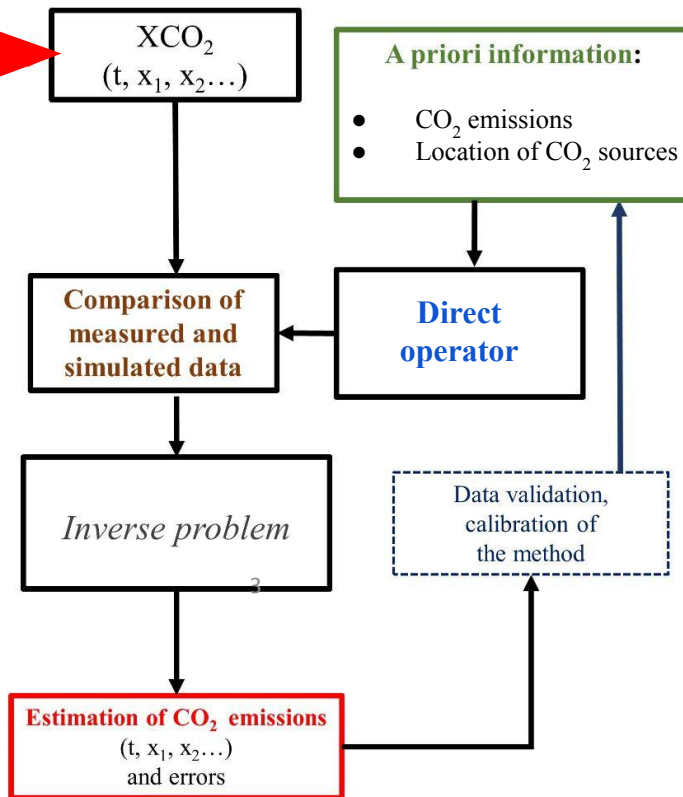 XCO₂
(t, x₁, x₂…)
A priori information:
● CO₂ emissions
● Location of CO₂ sources
Comparison of
measured and
simulated data
Direct
operator
Inverse problem
3
Data validation,
calibration of
the method
Estimation of CO₂ emissions
(t, x₁, x₂…)
and errors